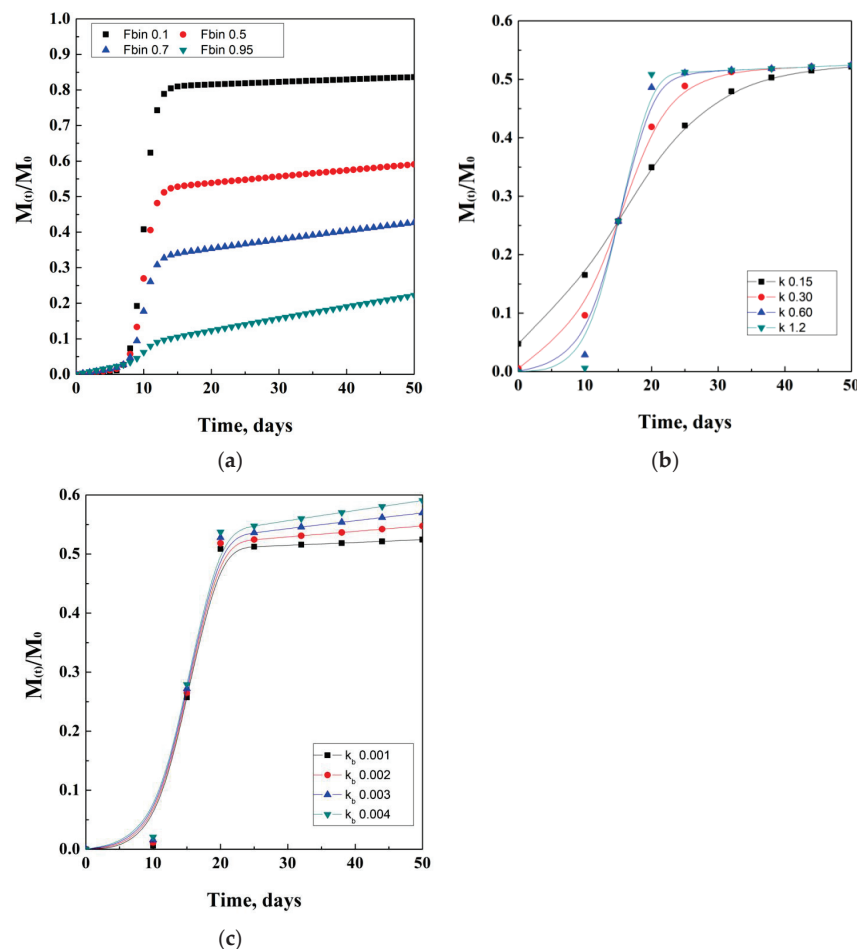 Fbin 0.1 Fbin 0.5
Fbin 0.7 Fbin 0.95
1.0
0.9
0.8
0.7
0.6
0.5
0.4
0.3
0.2
0.1
0.0
M(t)/M0
0 10 20 30 40 50
Time, days
(a)
0.6
0.5
0.4
0.3
0.2
0.1
0.0
M(t)/M0
k 0.15
k 0.30
k 0.60
k 1.2
0 10 20 30 40 50
Time, days
(b)
0.6
0.5
0.4
0.3
0.2
0.1
0.0
M(t)/M0
kb 0.001
kb 0.002
kb 0.003
kb 0.004
0 10 20 30 40 50
Time, days
(c)